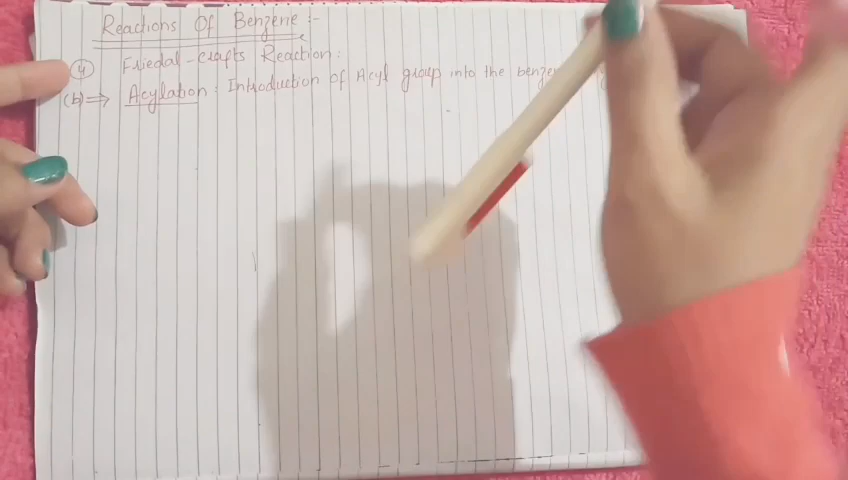 Reactions Of Benzene :-
4 Friedal-Crafts Reaction :
(b)⇒ Acylation : Introduction of Acyl group into the